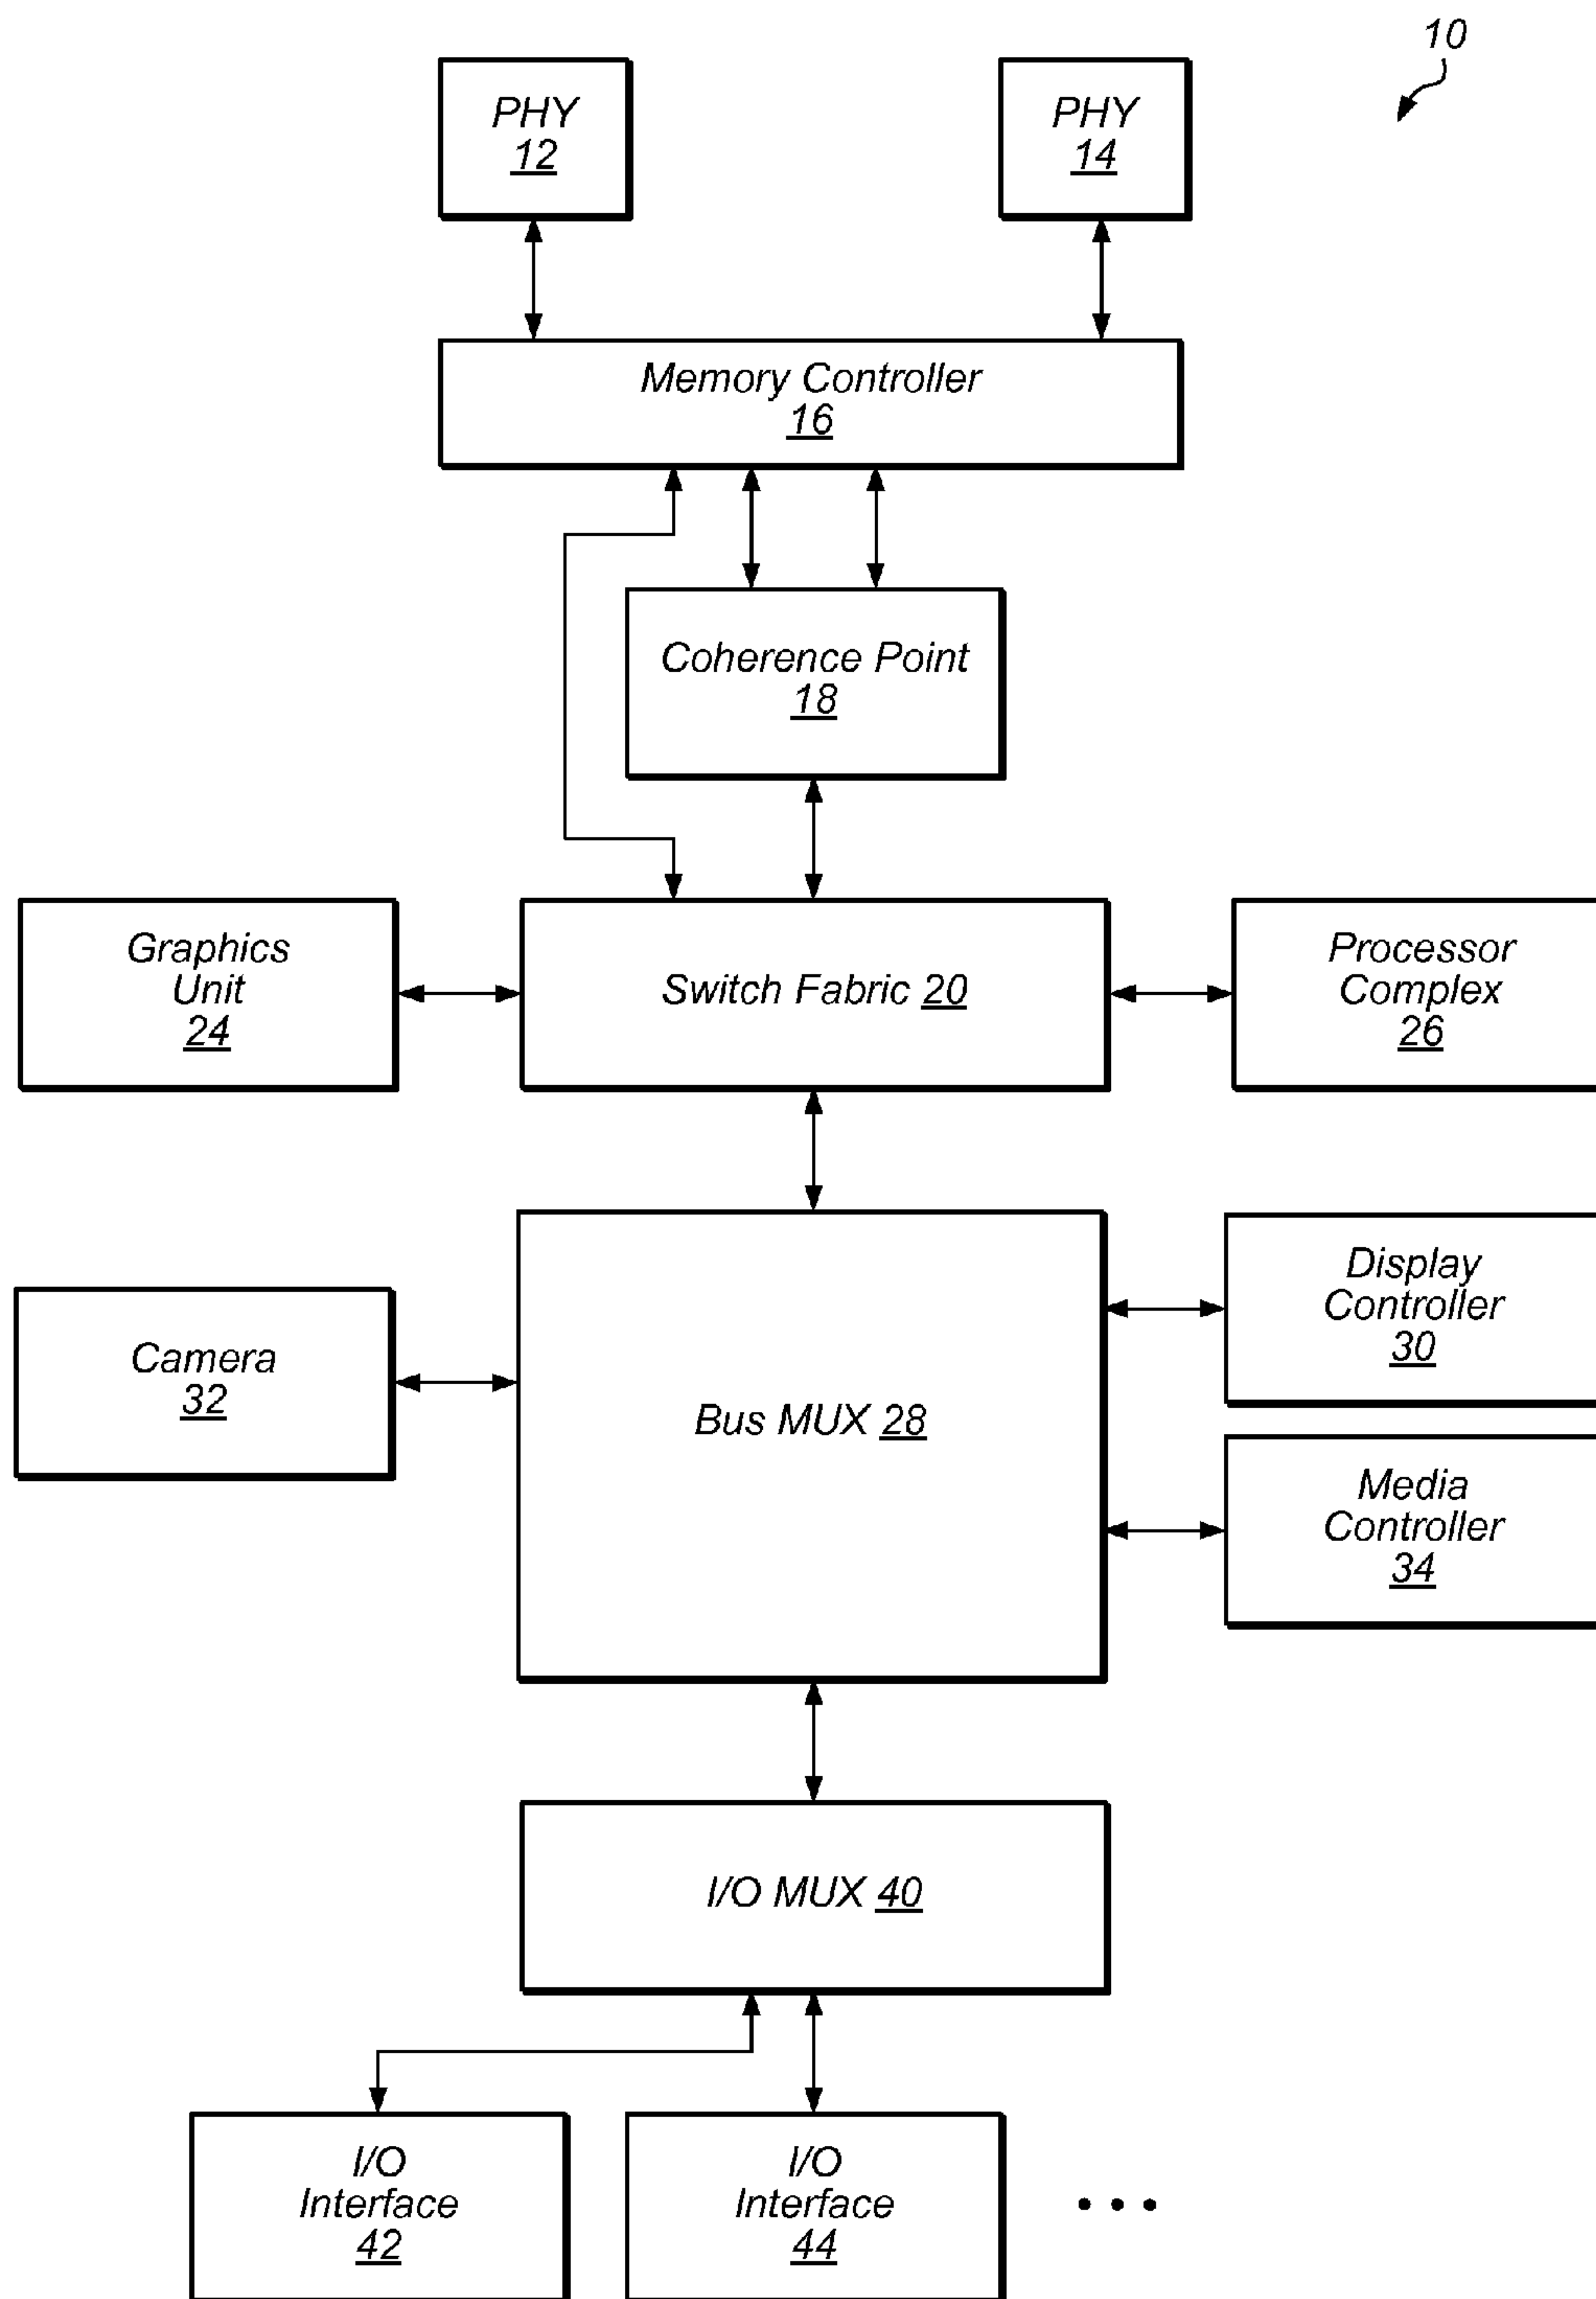 10
PHY
12
PHY
14
Memory Controller
16
Coherence Point
18
Graphics
Unit
24
Switch Fabric 20
Processor
Complex
26
Display
Controller
30
Camera
32
Bus MUX 28
Media
Controller
34
I/O MUX 40
I/O
Interface
42
I/O
Interface
44
• • •